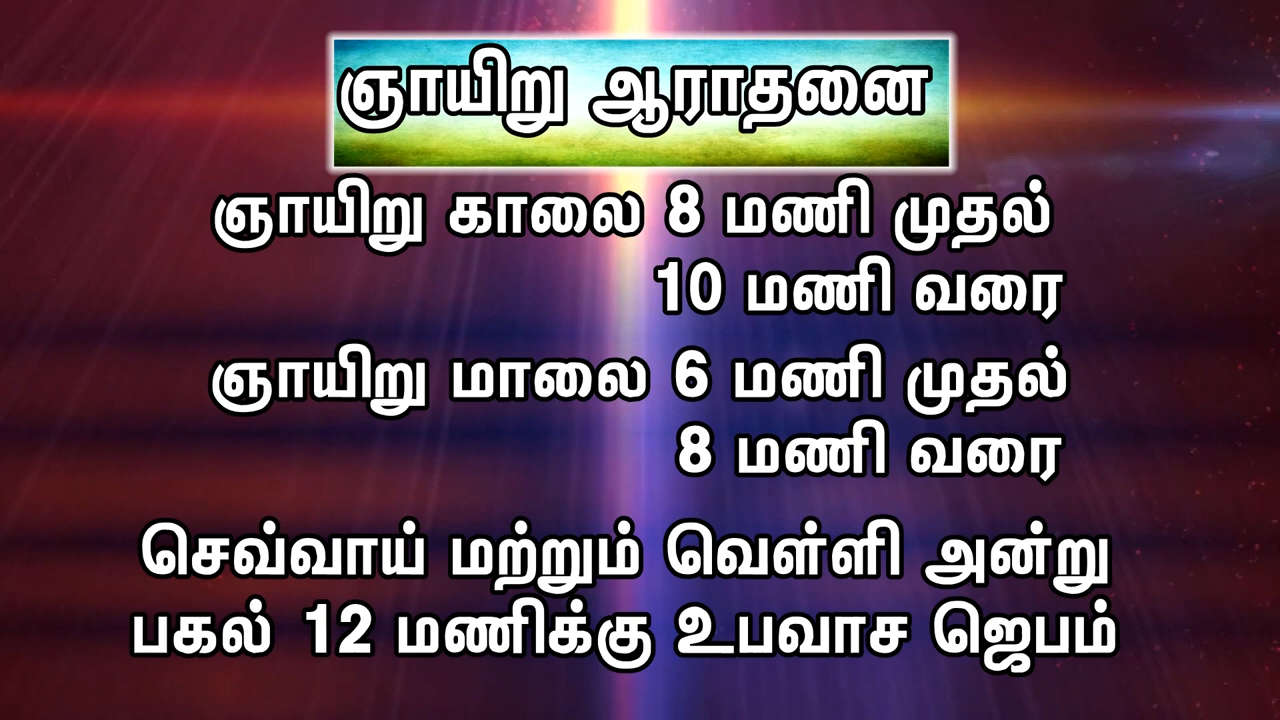 ஞாயிறு ஆராதனை
ஞாயிறு காலை 8 மணி முதல்
10 மணி வரை
ஞாயிறு மாலை 6 மணி முதல்
8 மணி வரை
செவ்வாய் மற்றும் வெள்ளி அன்று
பகல் 12 மணிக்கு உபவாச ஜெபம்